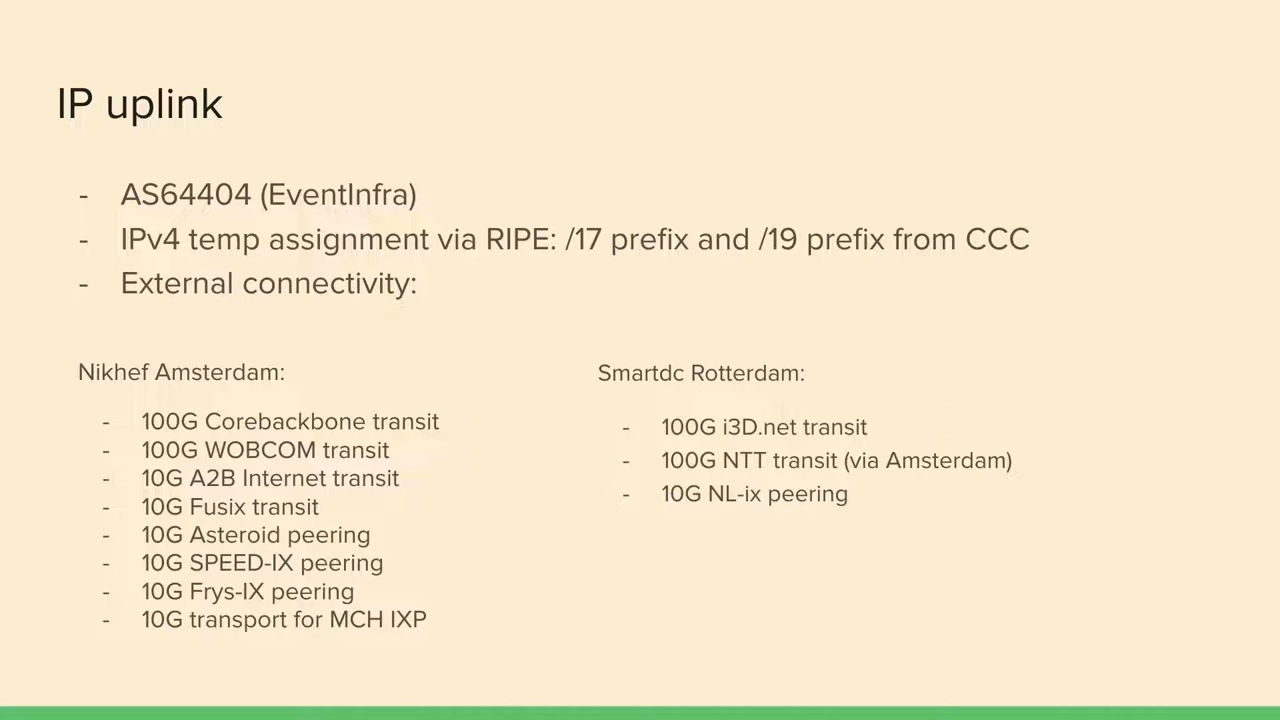 IP uplink
- AS64404 (EventInfra)
- IPv4 temp assignment via RIPE: /17 prefix and /19 prefix from CCC
- External connectivity:
Nikhef Amsterdam:
- 100G Corebackbone transit
- 100G WOBCOM transit
- 10G A2B Internet transit
- 10G Fusix transit
- 10G Asteroid peering
- 10G SPEED-IX peering
- 10G Frys-IX peering
- 10G transport for MCH IXP
Smartdc Rotterdam:
- 100G i3D.net transit
- 100G NTT transit (via Amsterdam)
- 10G NL-ix peering